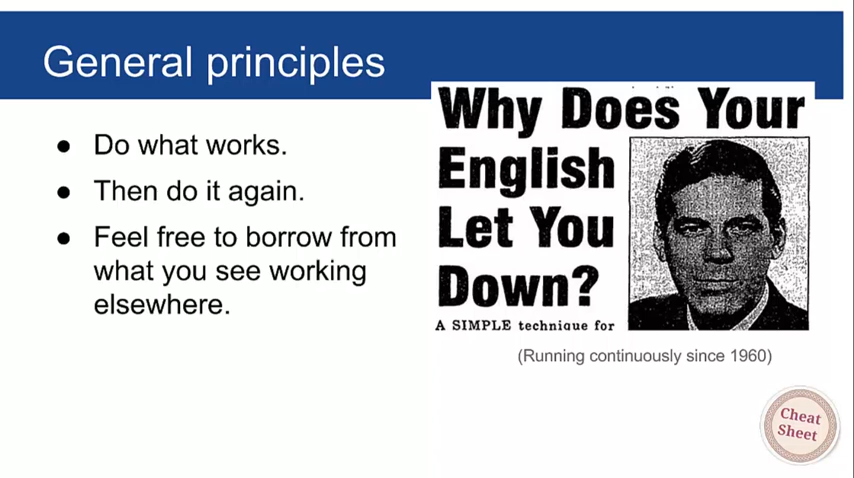 General principles
● Do what works.
● Then do it again.
● Feel free to borrow from
what you see working
elsewhere.
Why Does Your
English
Let You
Down?
A SIMPLE technique for
(Running continuously since 1960)
Cheat
Sheet